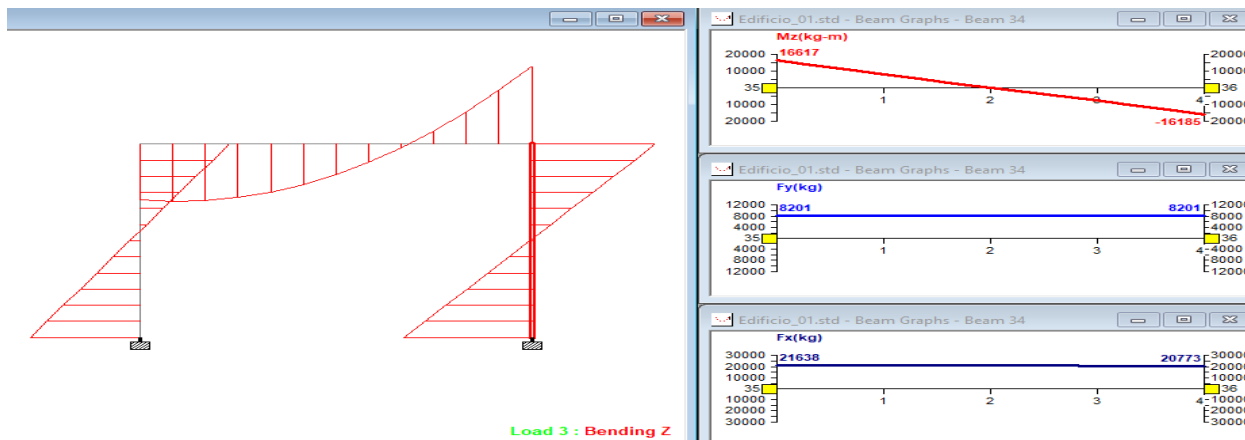 Load 3 : Bending Z
Edificio_01.std - Beam Graphs - Beam 34
Mz(kg-m)
20000 16617 20000
10000 10000
35 36
1 2 3 4
10000 10000
20000 -16185 20000
Edificio_01.std - Beam Graphs - Beam 34
Fy(kg)
12000 12000
8000 8201 8201 8000
4000 4000
35 36
4000 1 2 3 4 4000
8000 8000
12000 12000
Edificio_01.std - Beam Graphs - Beam 34
Fx(kg)
30000 21638 20773 30000
20000 20000
10000 10000
35 36
10000 1 2 3 4 10000
20000 20000
30000 30000